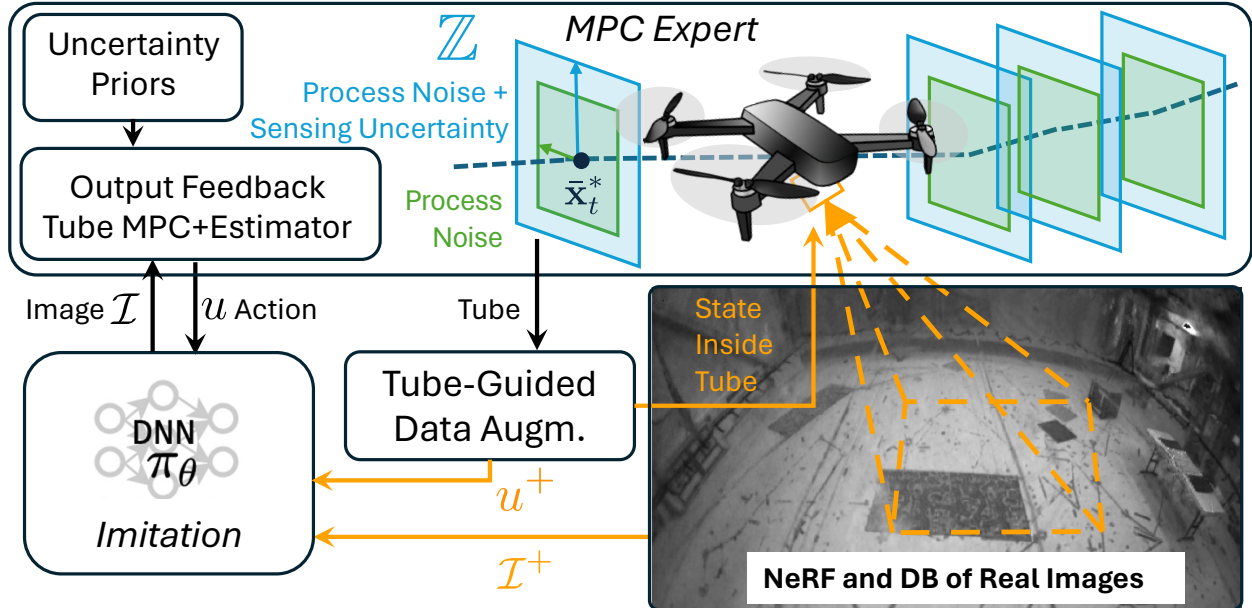 Uncertainty
Priors
ℤ
MPC Expert
Process Noise +
Sensing Uncertainty
Output Feedback
Tube MPC+Estimator
x̄*ₜ
Process
Noise
Image ℐ
u Action
Tube
State
Inside
Tube
Tube-Guided
Data Augm.
DNN
πθ
Imitation
u⁺
ℐ⁺
NeRF and DB of Real Images